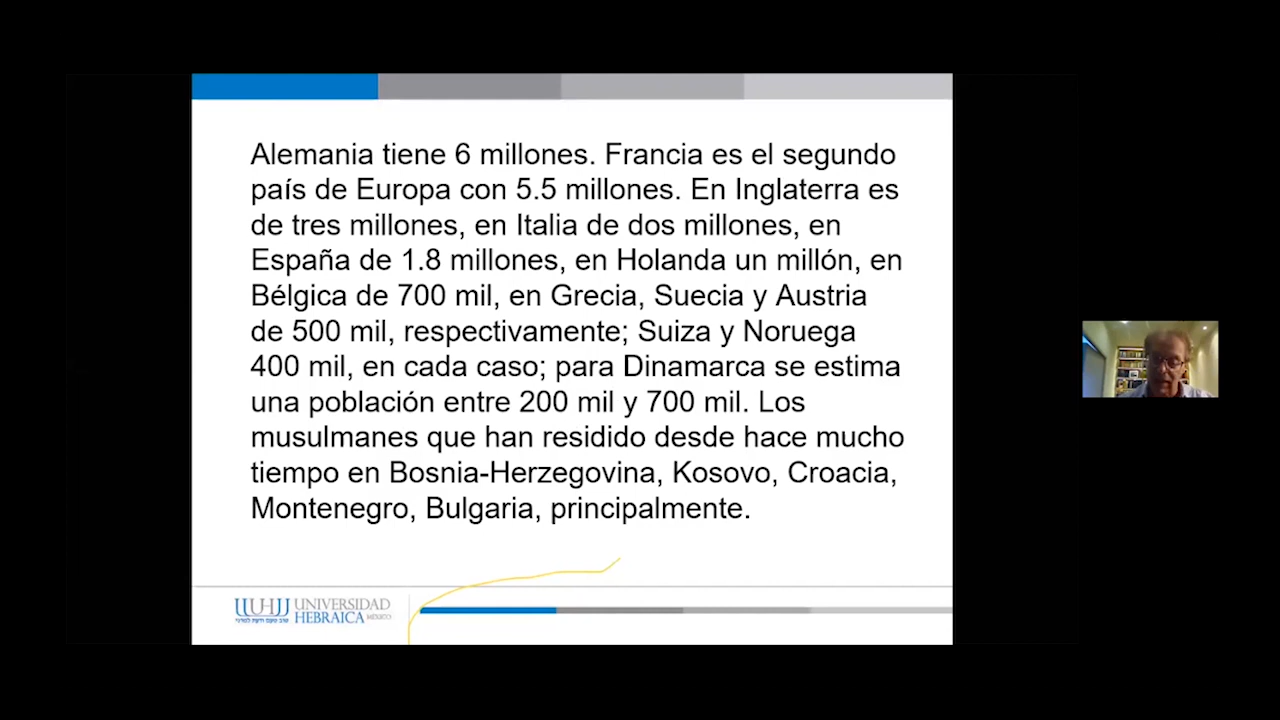 Alemania tiene 6 millones. Francia es el segundo
país de Europa con 5.5 millones. En Inglaterra es
de tres millones, en Italia de dos millones, en
España de 1.8 millones, en Holanda un millón, en
Bélgica de 700 mil, en Grecia, Suecia y Austria
de 500 mil, respectivamente; Suiza y Noruega
400 mil, en cada caso; para Dinamarca se estima
una población entre 200 mil y 700 mil. Los
musulmanes que han residido desde hace mucho
tiempo en Bosnia-Herzegovina, Kosovo, Croacia,
Montenegro, Bulgaria, principalmente.
UNIVERSIDAD
HEBRAICA MÉXICO